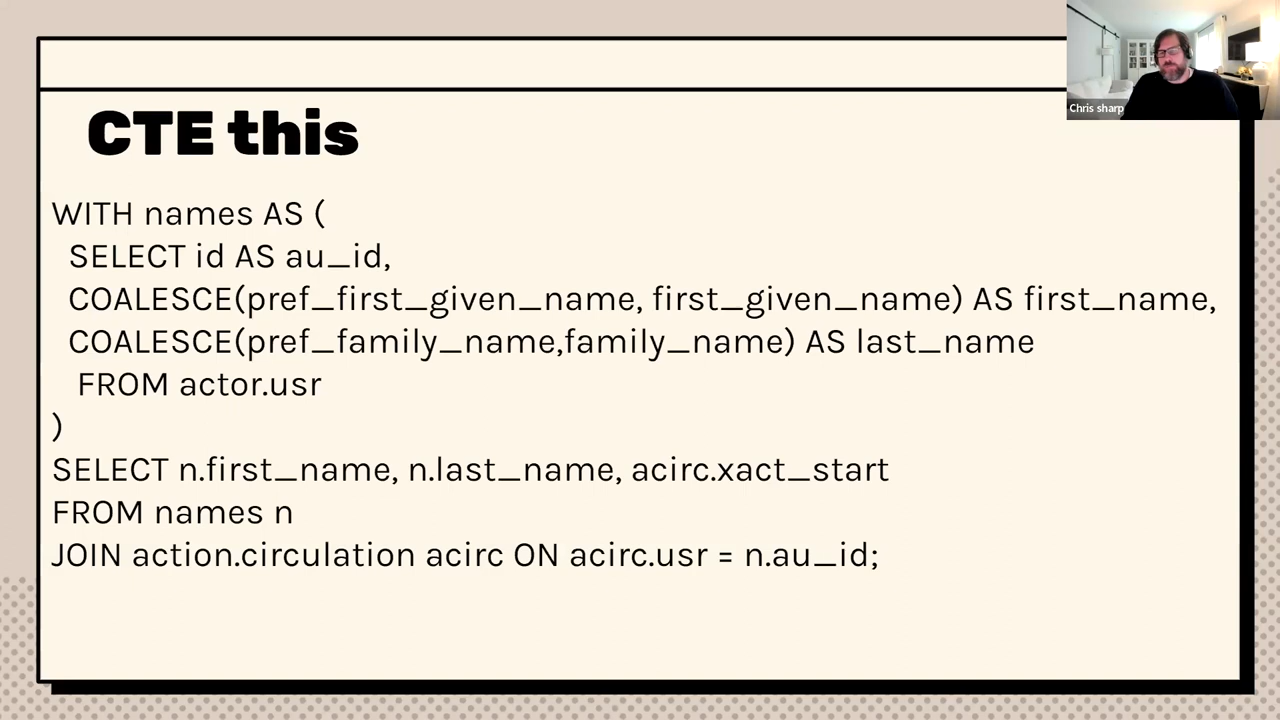 Chris sharp
CTE this
WITH names AS (
SELECT id AS au_id,
COALESCE(pref_first_given_name, first_given_name) AS first_name,
COALESCE(pref_family_name,family_name) AS last_name
FROM actor.usr
)
SELECT n.first_name, n.last_name, acirc.xact_start
FROM names n
JOIN action.circulation acirc ON acirc.usr = n.au_id;